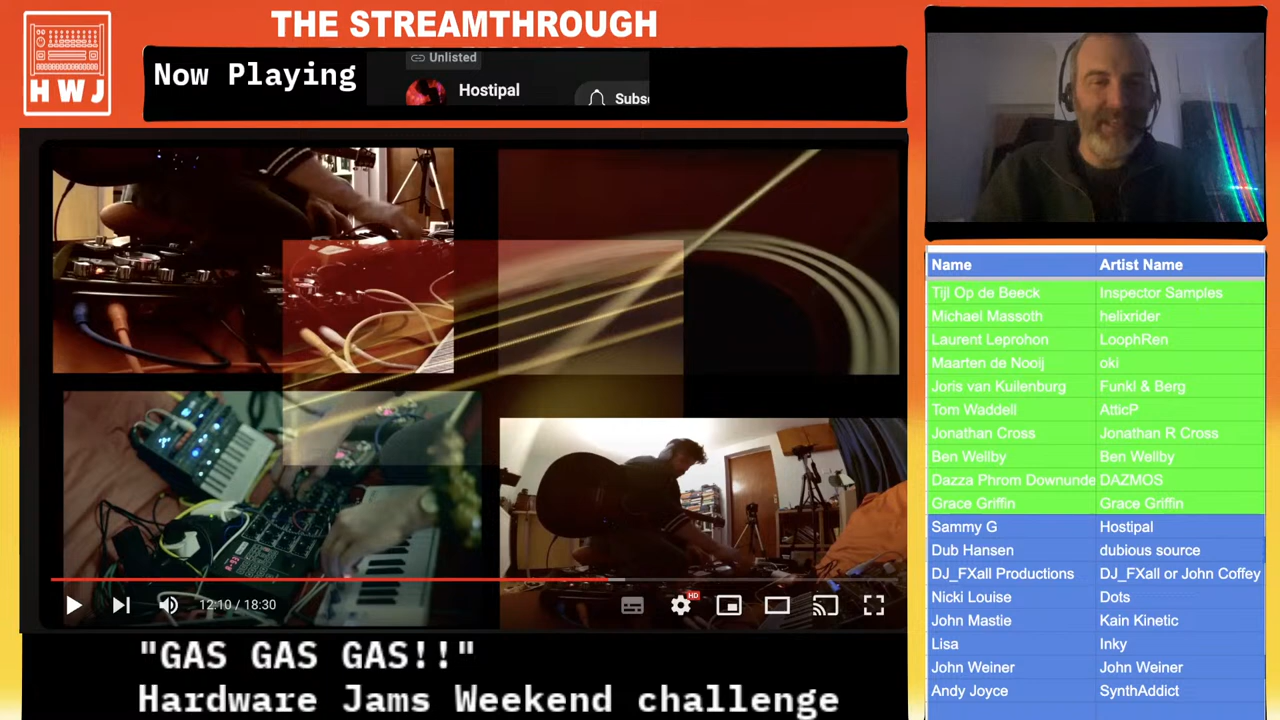 THE STREAMTHROUGH
HWJ
Now Playing
Unlisted
Hostipal
Subs
12:10 / 18:30
HD
"GAS GAS GAS!!"
Hardware Jams Weekend challenge
Name Artist Name
Tijl Op de Beeck Inspector Samples
Michael Massoth helixrider
Laurent Leprohon LoophRen
Maarten de Nooij oki
Joris van Kuilenburg Funkl & Berg
Tom Waddell AtticP
Jonathan Cross Jonathan R Cross
Ben Wellby Ben Wellby
Dazza Phrom Downunde DAZMOS
Grace Griffin Grace Griffin
Sammy G Hostipal
Dub Hansen dubious source
DJ_FXall Productions DJ_FXall or John Coffey
Nicki Louise Dots
John Mastie Kain Kinetic
Lisa Inky
John Weiner John Weiner
Andy Joyce SynthAddict